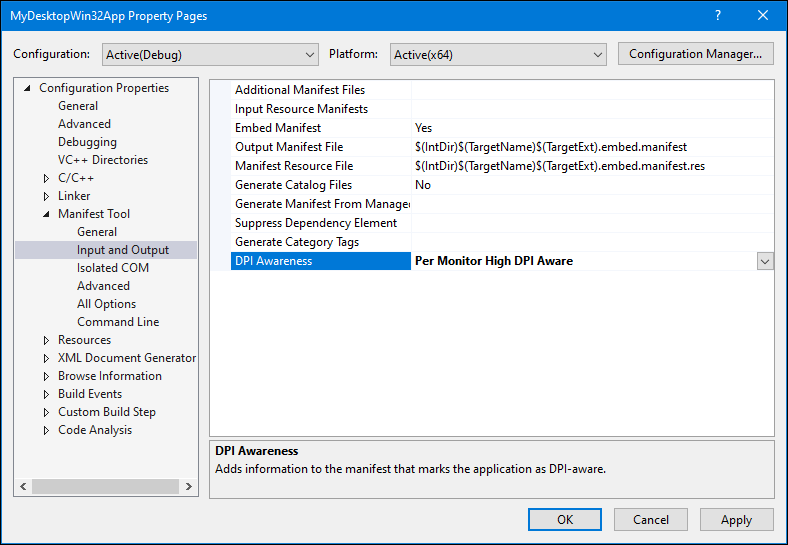 MyDesktopWin32App Property Pages
Configuration: Active(Debug) Platform: Active(x64) Configuration Manager...
Configuration Properties
General
Advanced
Debugging
VC++ Directories
C/C++
Linker
Manifest Tool
General
Input and Output
Isolated COM
Advanced
All Options
Command Line
Resources
XML Document Generator
Browse Information
Build Events
Custom Build Step
Code Analysis
Additional Manifest Files
Input Resource Manifests
Embed Manifest Yes
Output Manifest File $(IntDir)$(TargetName)$(TargetExt).embed.manifest
Manifest Resource File $(IntDir)$(TargetName)$(TargetExt).embed.manifest.res
Generate Catalog Files No
Generate Manifest From Managed
Suppress Dependency Element
Generate Category Tags
DPI Awareness Per Monitor High DPI Aware
DPI Awareness
Adds information to the manifest that marks the application as DPI-aware.
OK Cancel Apply